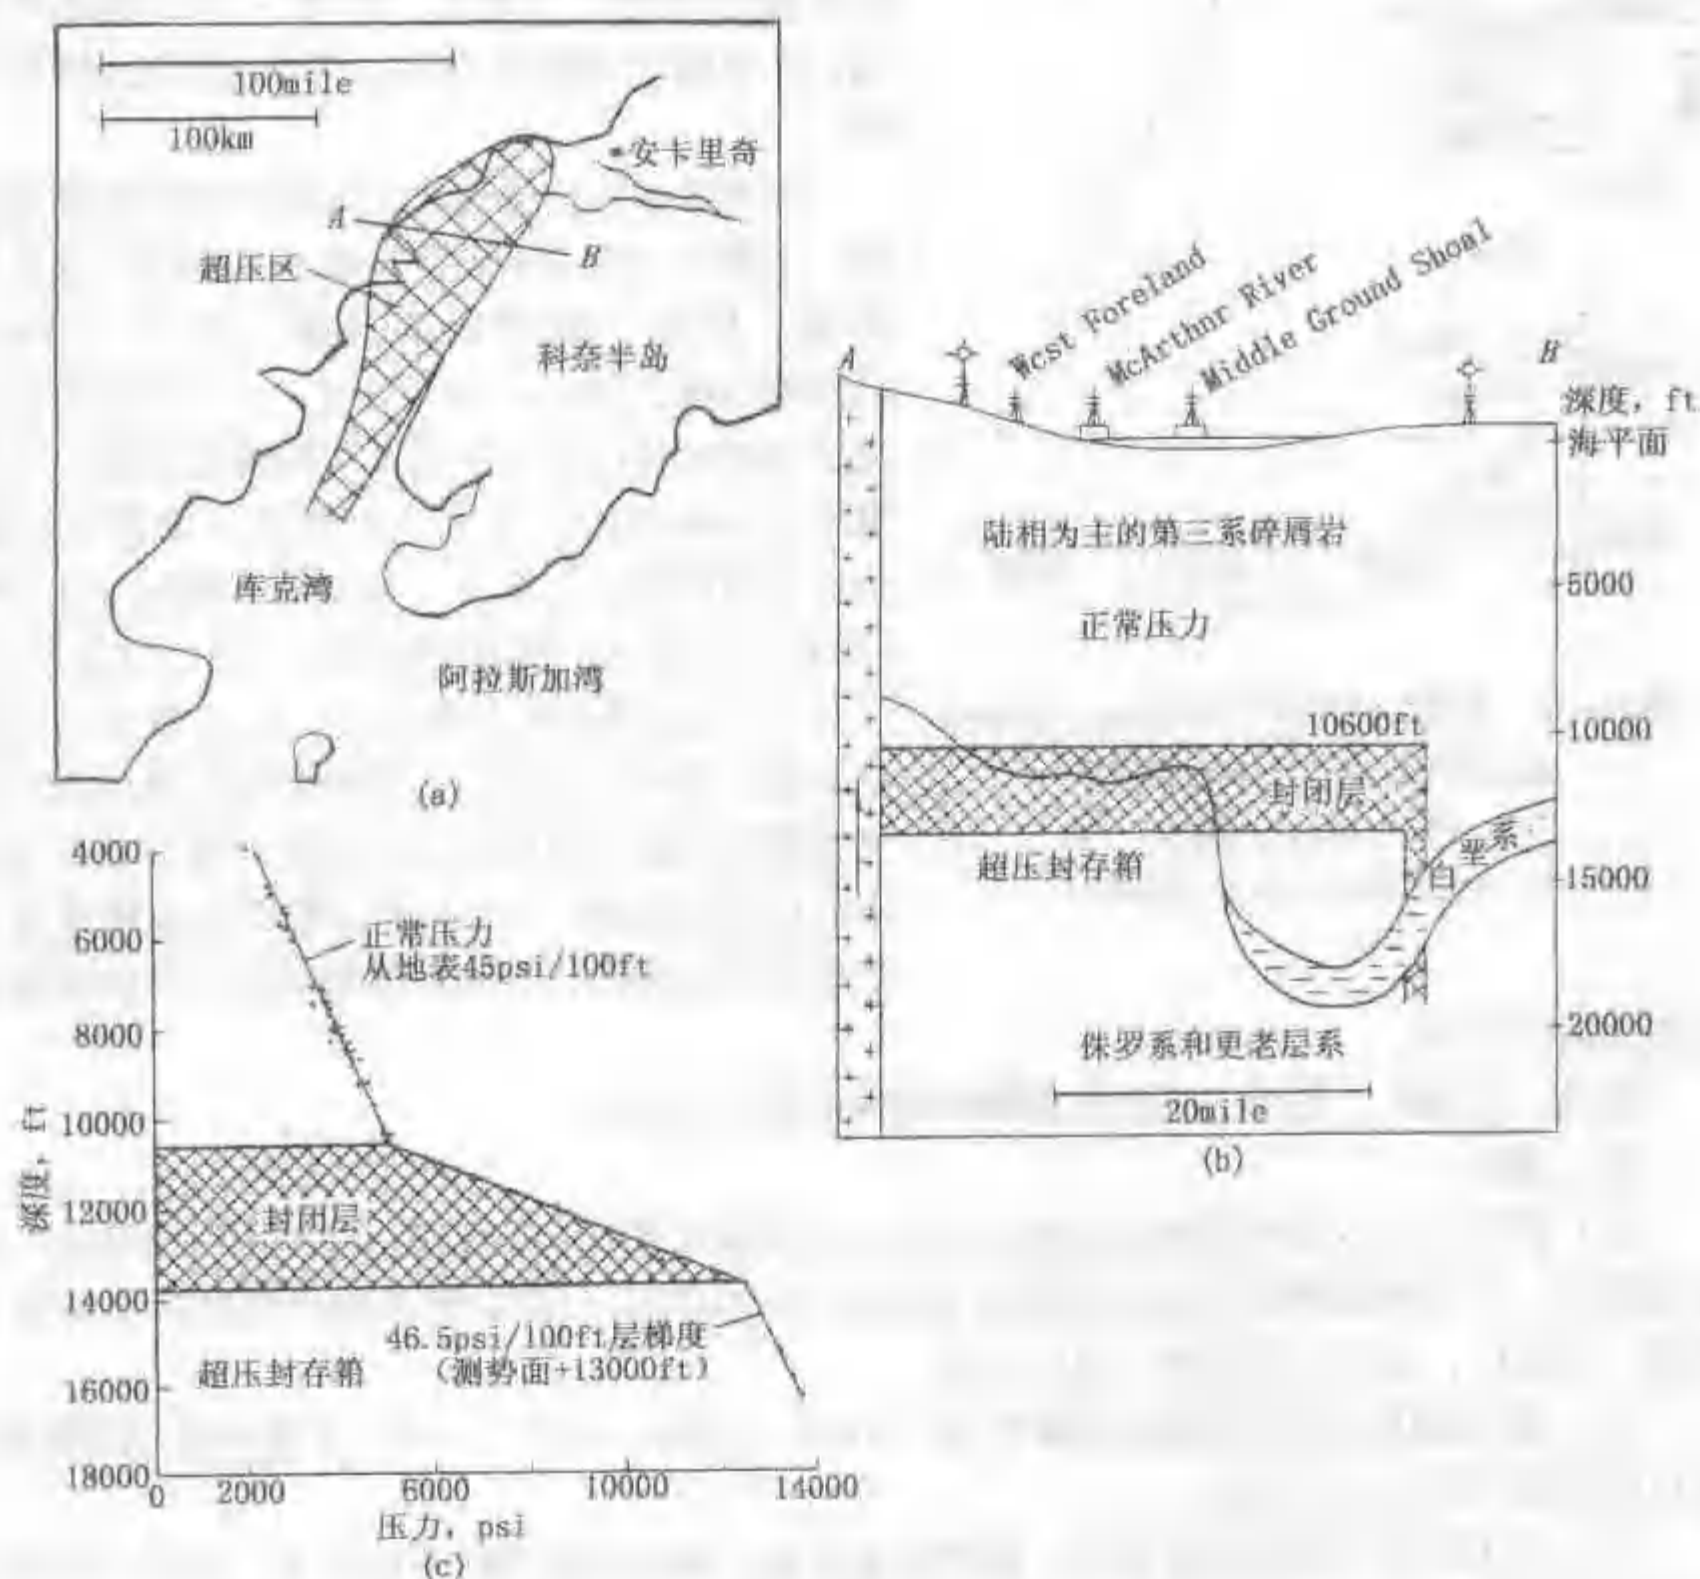 100mile
100km
安卡里奇
A
B
超压区
科奈半岛
库克湾
阿拉斯加湾
(a)
West Foreland
McArthnr River
Middle Ground Shoal
A
B
深度, ft
海平面
陆相为主的第三系碎屑岩
5000
正常压力
10600ft
10000
封闭层
超压封存箱
白垩系
15000
20000
侏罗系和更老层系
20mile
(b)
4000
正常压力
6000
从地表45psi/100ft
8000
深度, ft
10000
12000
封闭层
14000
46.5psi/100ft层梯度
超压封存箱
(测势面+13000ft)
16000
18000
0 2000 6000 10000 14000
压力, psi
(c)